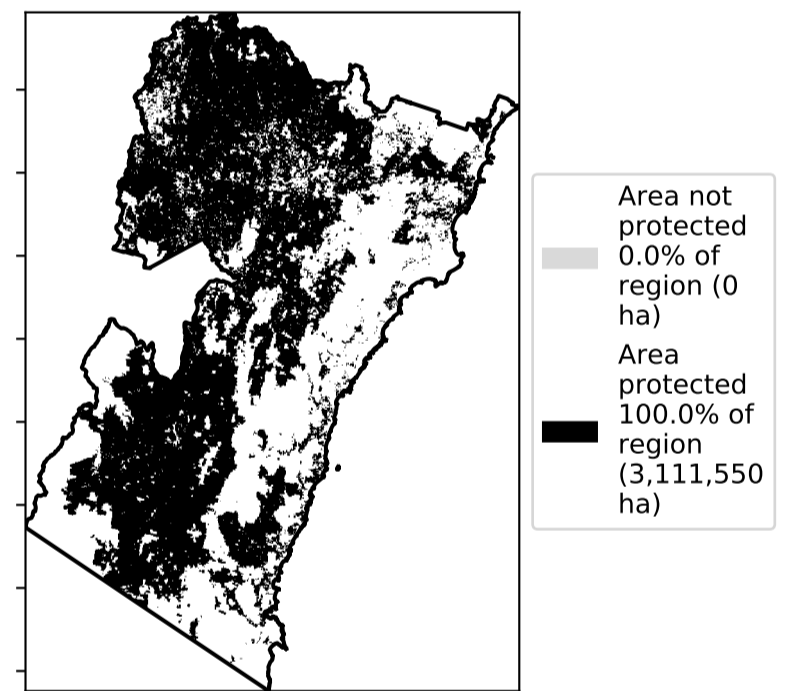 Area not
protected
0.0% of
region (0
ha)
Area
protected
100.0% of
region
(3,111,550
ha)